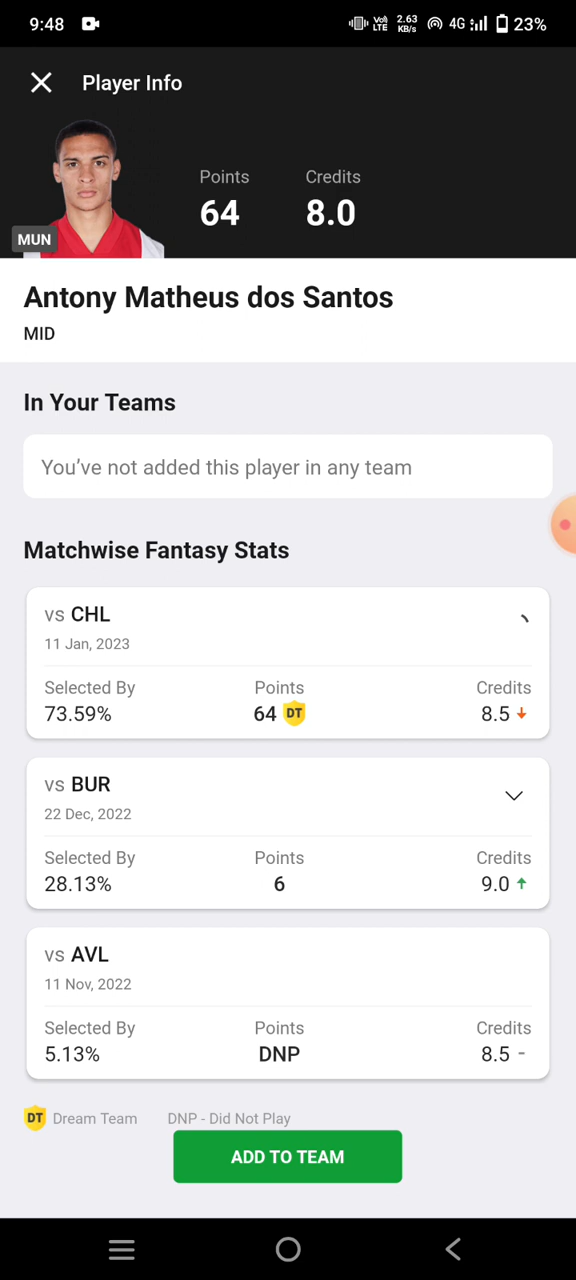 9:48 Vo) LTE 2.63 KB/s 4G 23%
Player Info
Points Credits
64 8.0
MUN
Antony Matheus dos Santos
MID
In Your Teams
You’ve not added this player in any team
Matchwise Fantasy Stats
vs CHL
11 Jan, 2023
Selected By Points Credits
73.59% 64 DT 8.5
vs BUR
22 Dec, 2022
Selected By Points Credits
28.13% 6 9.0
vs AVL
11 Nov, 2022
Selected By Points Credits
5.13% DNP 8.5 -
DT Dream Team DNP - Did Not Play
ADD TO TEAM